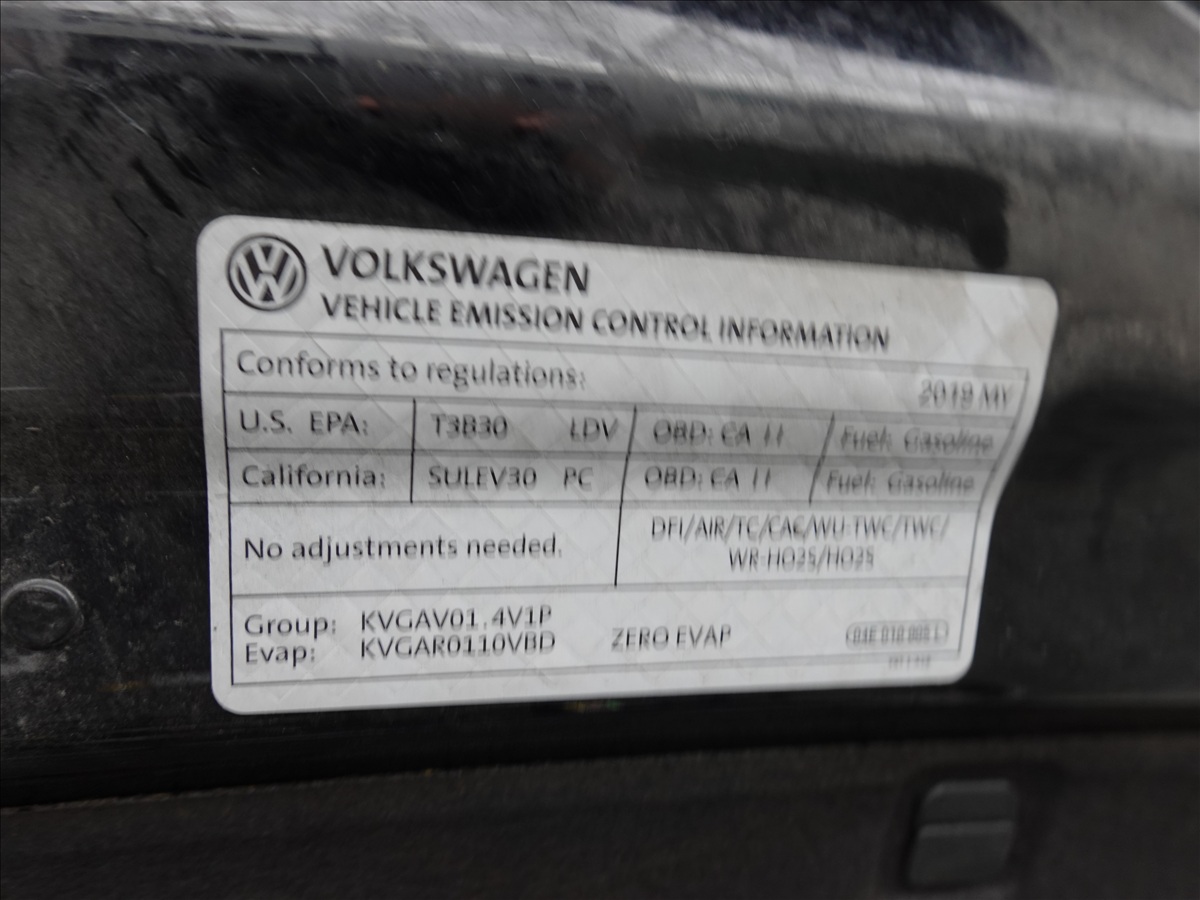 VOLKSWAGEN
VEHICLE EMISSION CONTROL INFORMATION
Conforms to regulations: 2019 MY
U.S. EPA: T3B30 LDV OBD: CA II Fuel: Gasoline
California: SULEV30 PC OBD: CA II Fuel: Gasoline
No adjustments needed. DFI/AIR/TC/CAC/WU-TWC/TWC/
WR-HO2S/HO2S
Group: KVGAV01.4V1P
Evap: KVGAR0110VBD ZERO EVAP